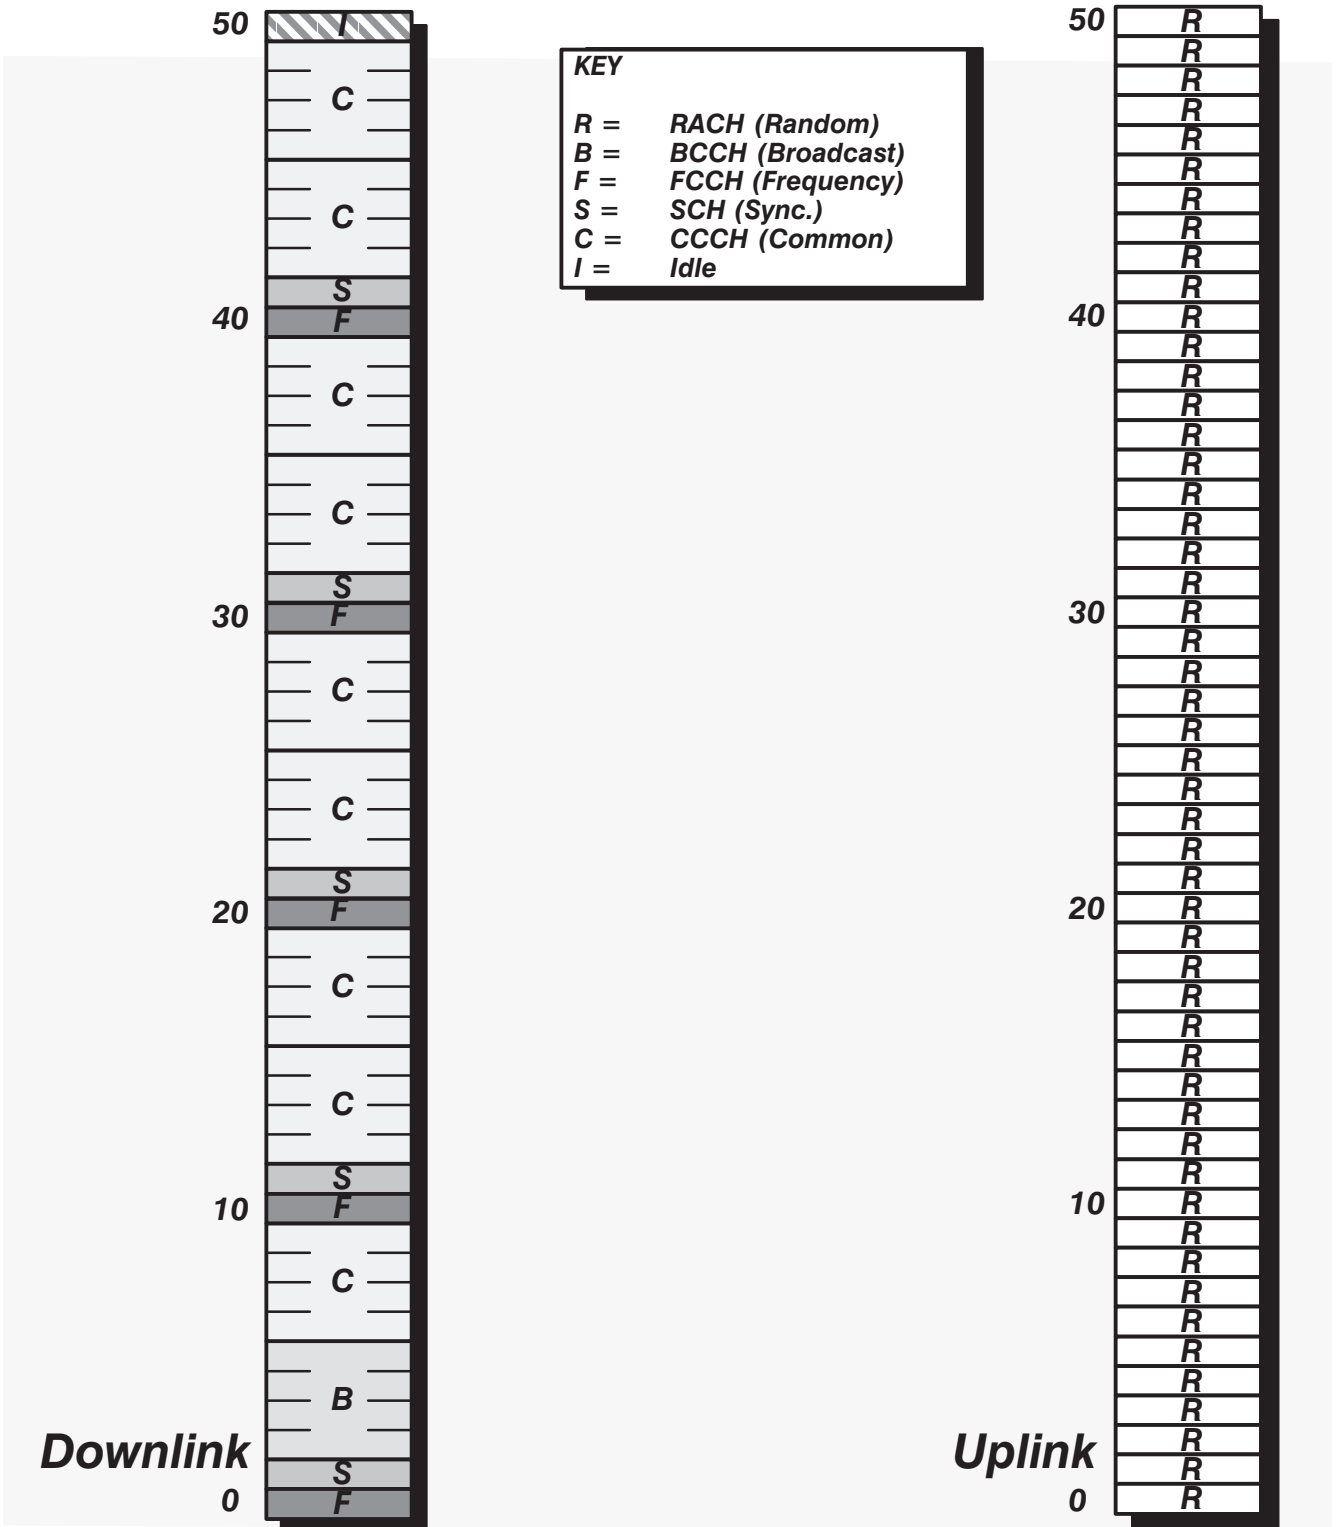 50 I
C
C
S
40 F
C
C
S
30 F
C
C
S
20 F
C
C
S
10 F
C
B
Downlink
S
0 F
KEY
R = RACH (Random)
B = BCCH (Broadcast)
F = FCCH (Frequency)
S = SCH (Sync.)
C = CCCH (Common)
I = Idle
50 R
R
R
R
R
R
R
R
R
R
40 R
R
R
R
R
R
R
R
R
R
30 R
R
R
R
R
R
R
R
R
R
20 R
R
R
R
R
R
R
R
R
R
10 R
R
R
R
R
R
R
R
R
Uplink
R
0 R